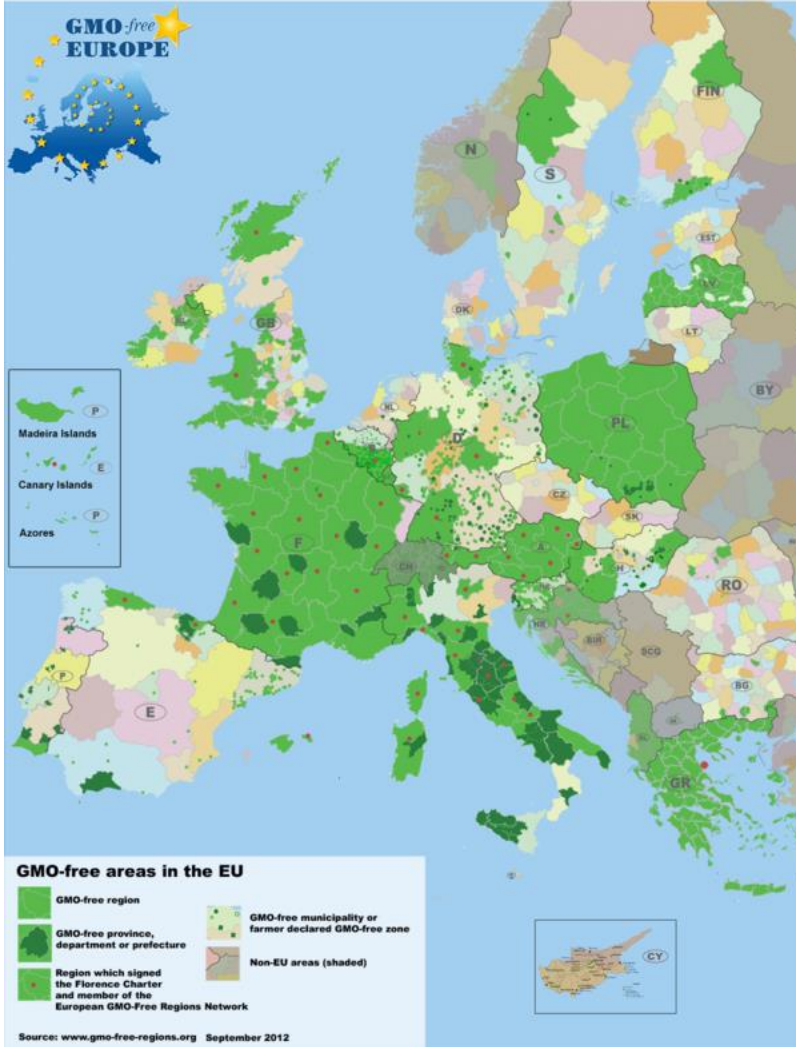 GMO-free
EUROPE
N
S
FIN
EST
LV
LT
DK
GB
BY
PL
NL
D
CZ
SK
F
CH
A
H
RO
HR
BIH
SCG
BG
P
E
GR
P
Madeira Islands
E
Canary Islands
P
Azores
CY
GMO-free areas in the EU
GMO-free region
GMO-free province,
department or prefecture
Region which signed
the Florence Charter
and member of the
European GMO-Free Regions Network
GMO-free municipality or
farmer declared GMO-free zone
Non-EU areas (shaded)
Source: www.gmo-free-regions.org September 2012